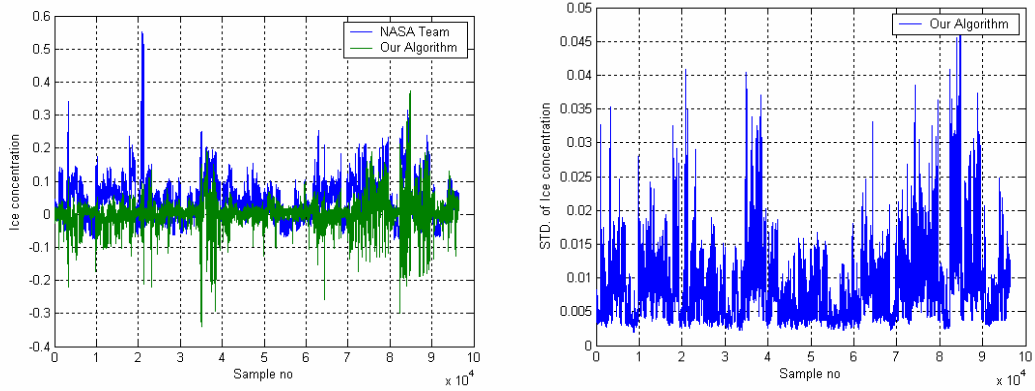 0.6
0.5
0.4
0.3
0.2
0.1
0
-0.1
-0.2
-0.3
-0.4
Ice concentration
NASA Team
Our Algorithm
0 1 2 3 4 5 6 7 8 9 10
Sample no
x 10^4
0.05
0.045
0.04
0.035
0.03
0.025
0.02
0.015
0.01
0.005
0
STD. of Ice concentration
Our Algorithm
0 1 2 3 4 5 6 7 8 9 10
Sample no
x 10^4